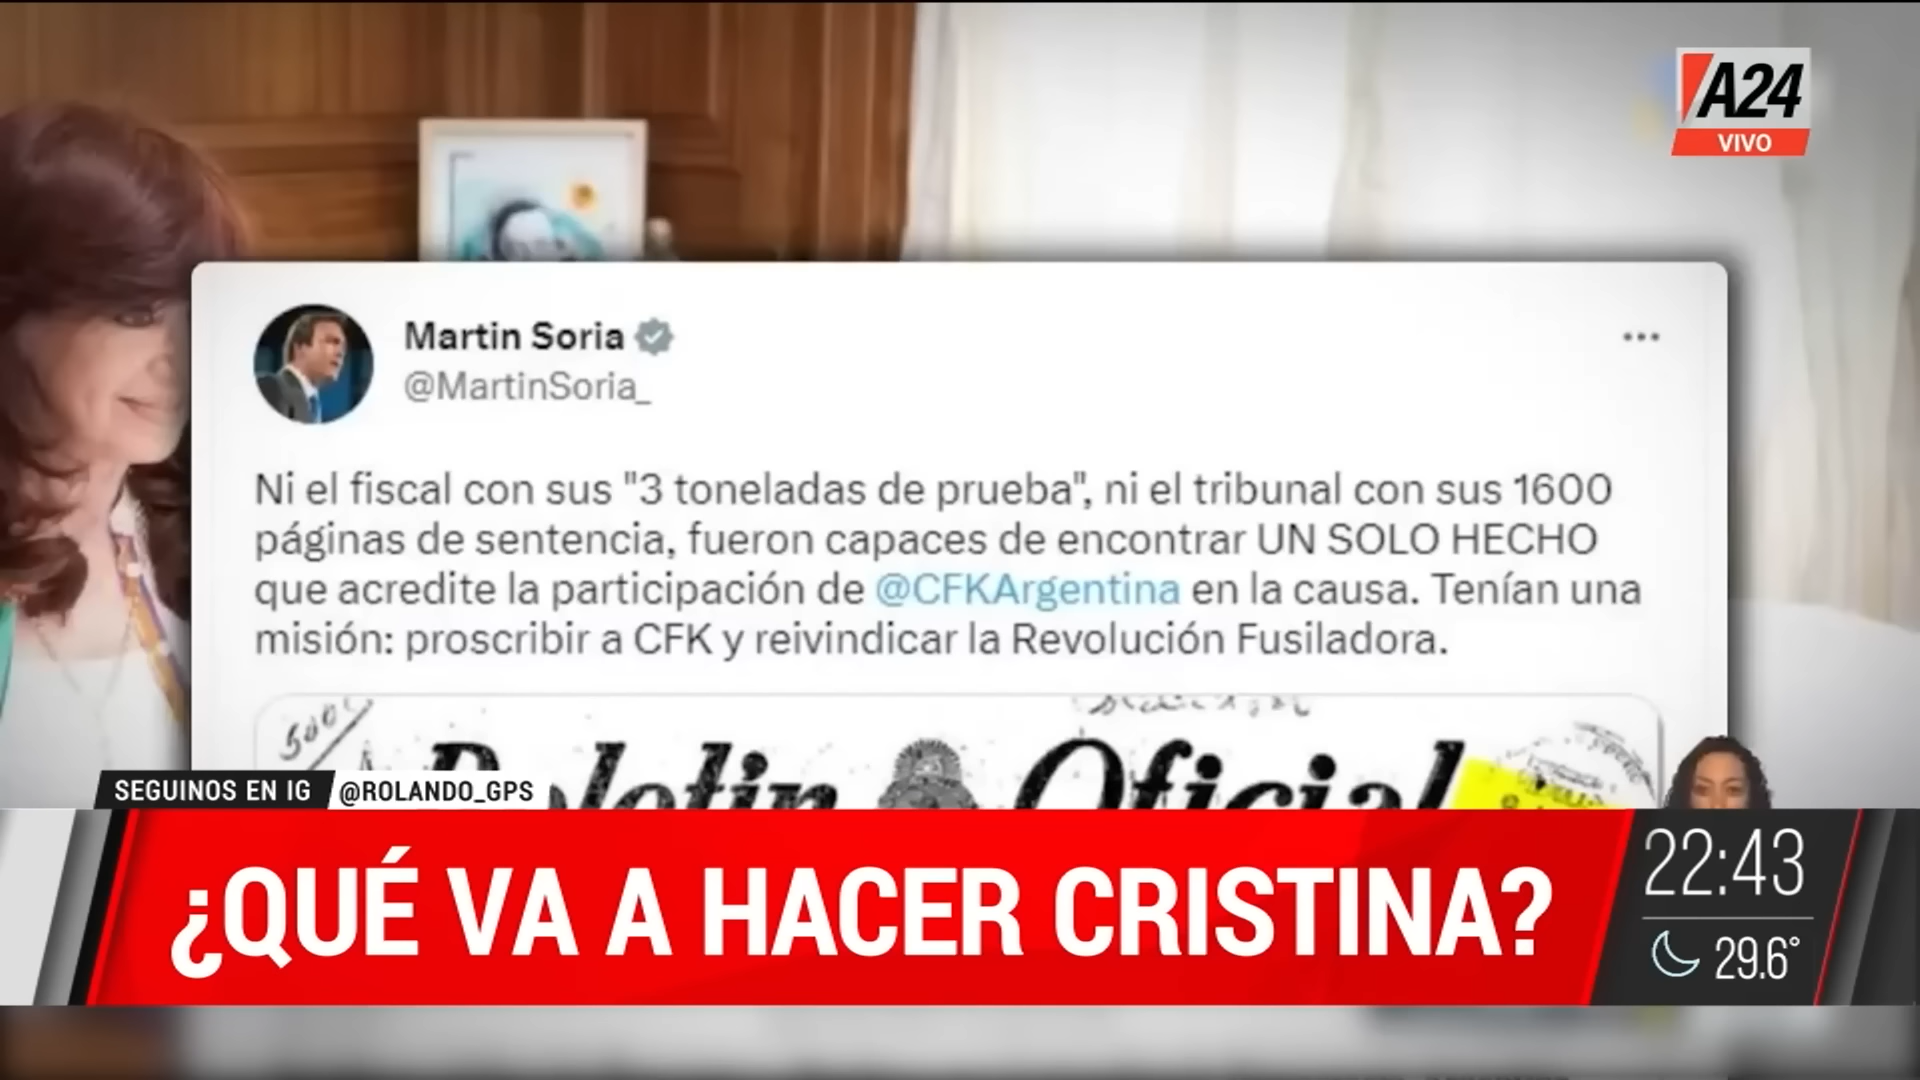 A24
VIVO
Martin Soria
@MartinSoria_
Ni el fiscal con sus "3 toneladas de prueba", ni el tribunal con sus 1600
páginas de sentencia, fueron capaces de encontrar UN SOLO HECHO
que acredite la participación de @CFKArgentina en la causa. Tenían una
misión: proscribir a CFK y reivindicar la Revolución Fusiladora.
Boletin Oficial
SEGUINOS EN IG @ROLANDO_GPS
¿QUÉ VA A HACER CRISTINA?
22:43
29.6°